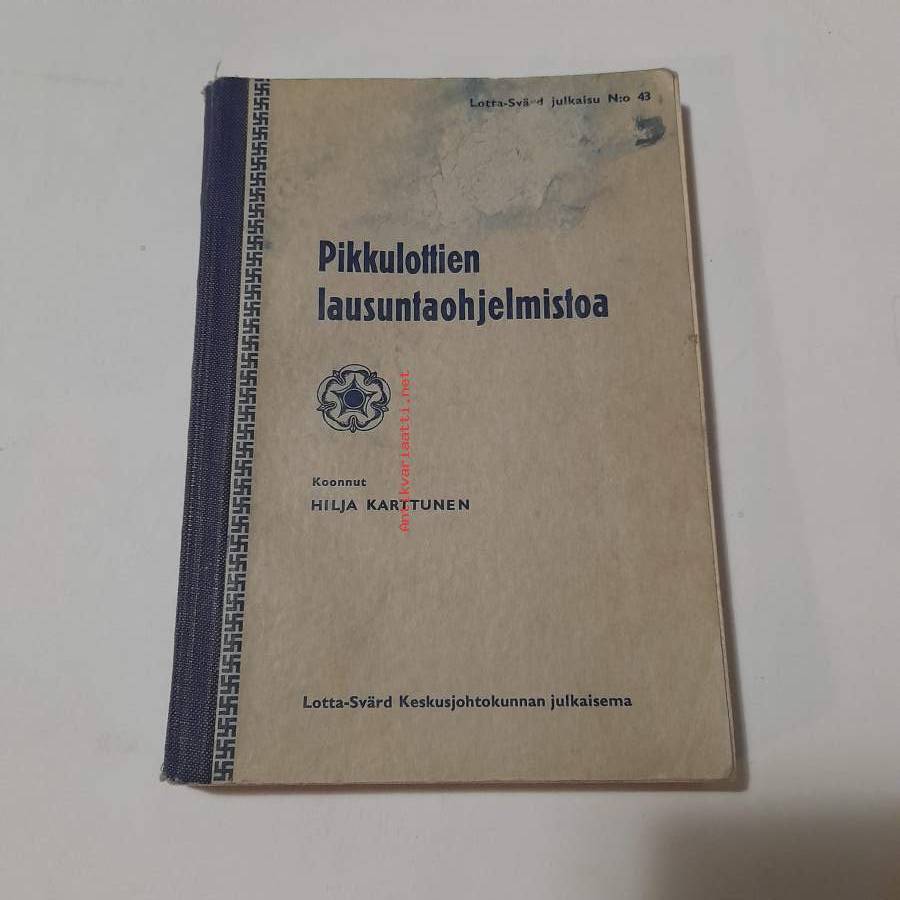 Lotta-Svärd julkaisu N:o 43
Pikkulottien
lausuntaohjelmistoa
Koonnut
HILJA KARTTUNEN
Lotta-Svärd Keskusjohtokunnan julkaisema
Antikvariaatti.net